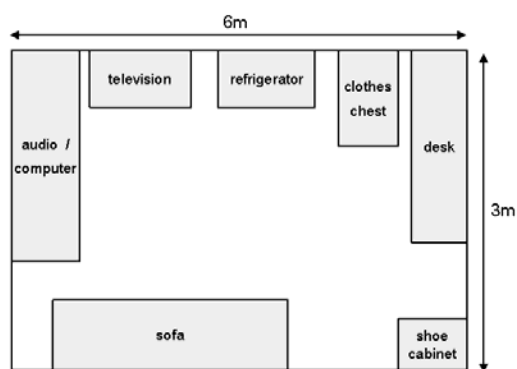 6m
television
refrigerator
clothes
chest
audio /
computer
desk
3m
sofa
shoe
cabinet